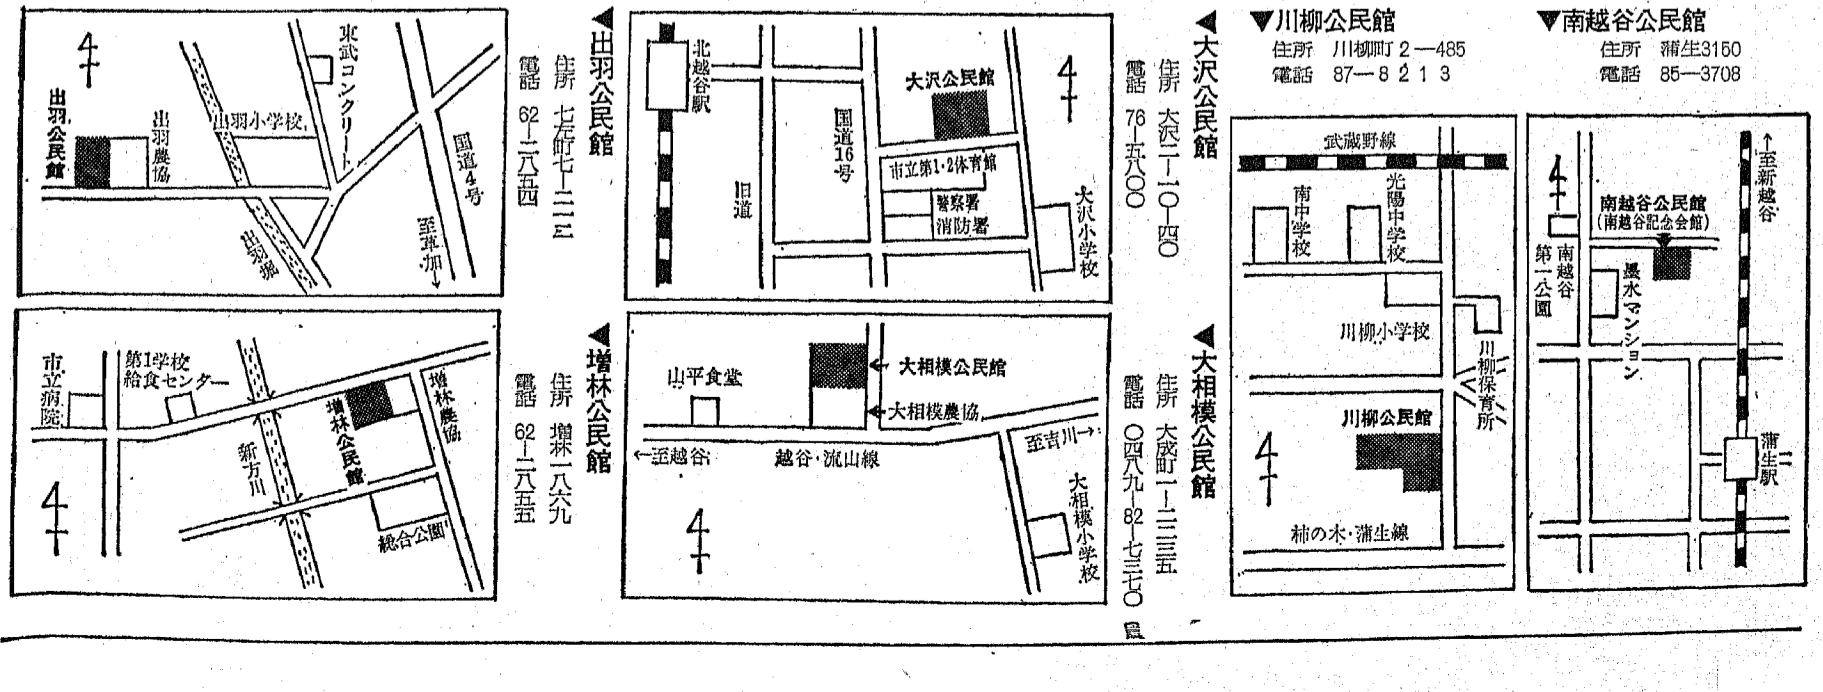 ▼南越谷公民館
住所 蒲生3150
電話 85―3708
↑至新越谷
南越谷公民館
(南越谷記念会館)
南越谷
第一公園
墨水マンション
蒲生駅
▼川柳公民館
住所 川柳町2―485
電話 87―8213
武蔵野線
光陽中学校
南中学校
川柳小学校
川柳保育所
川柳公民館
柿の木・蒲生線
◀大沢公民館
住所 大沢二―一〇―四〇
電話 76―五八〇〇
北越谷駅
大沢公民館
国道16号
旧道
市立第1・2体育館
警察署
消防署
大沢小学校
◀大相模公民館
住所 大成町一―二二三五
電話 〇四八九―82―七三七〇
山平食堂
←大相模公民館
←大相模農協
至吉川→
←至越谷
越谷・流山線
大相模小学校
◀出羽公民館
住所 七左町七―二一一三
電話 62―二八五四
東武コンクリート
出羽公民館
出羽農協
出羽小学校
国道4号
出羽堀
至草加→
◀増林公民館
住所 増林一八六九
電話 62―二八五五
市立病院
第1学校
給食センター
増林農協
増林公民館
新方川
総合公園